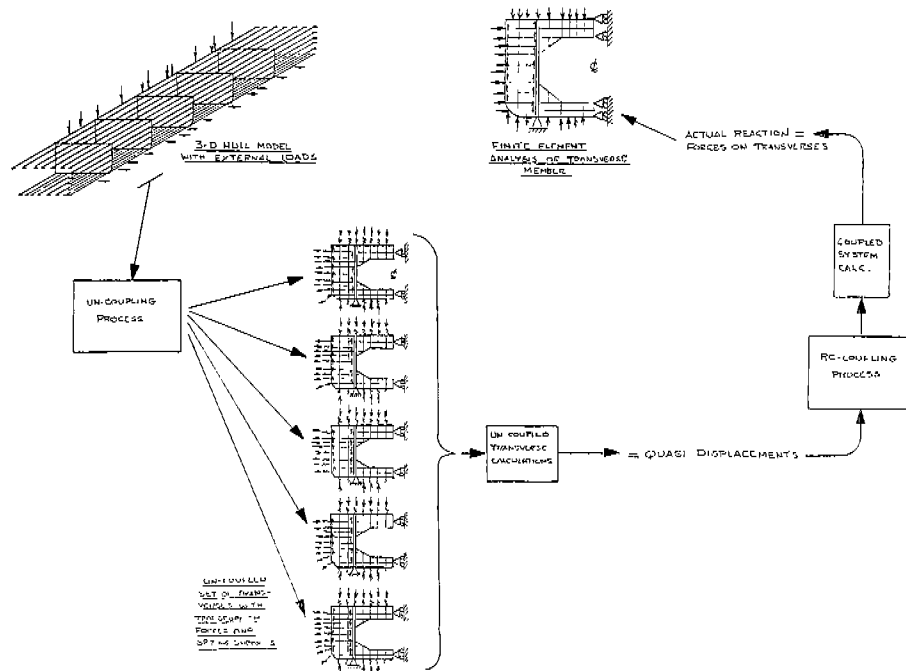 3-D HULL MODEL
WITH EXTERNAL LOADS
FINITE ELEMENT
ANALYSIS OF TRANSVERSE
MEMBER
℄
ACTUAL REACTION =
FORCES ON TRANSVERSES
COUPLED
SYSTEM
CALC.
UN-COUPLING
PROCESS
℄
RE-COUPLING
PROCESS
UN-COUPLED
TRANSVERSE
CALCULATIONS
= QUASI DISPLACEMENTS
UN-COUPLED
SET OF TRANS-
VERSES WITH
FORCES AND